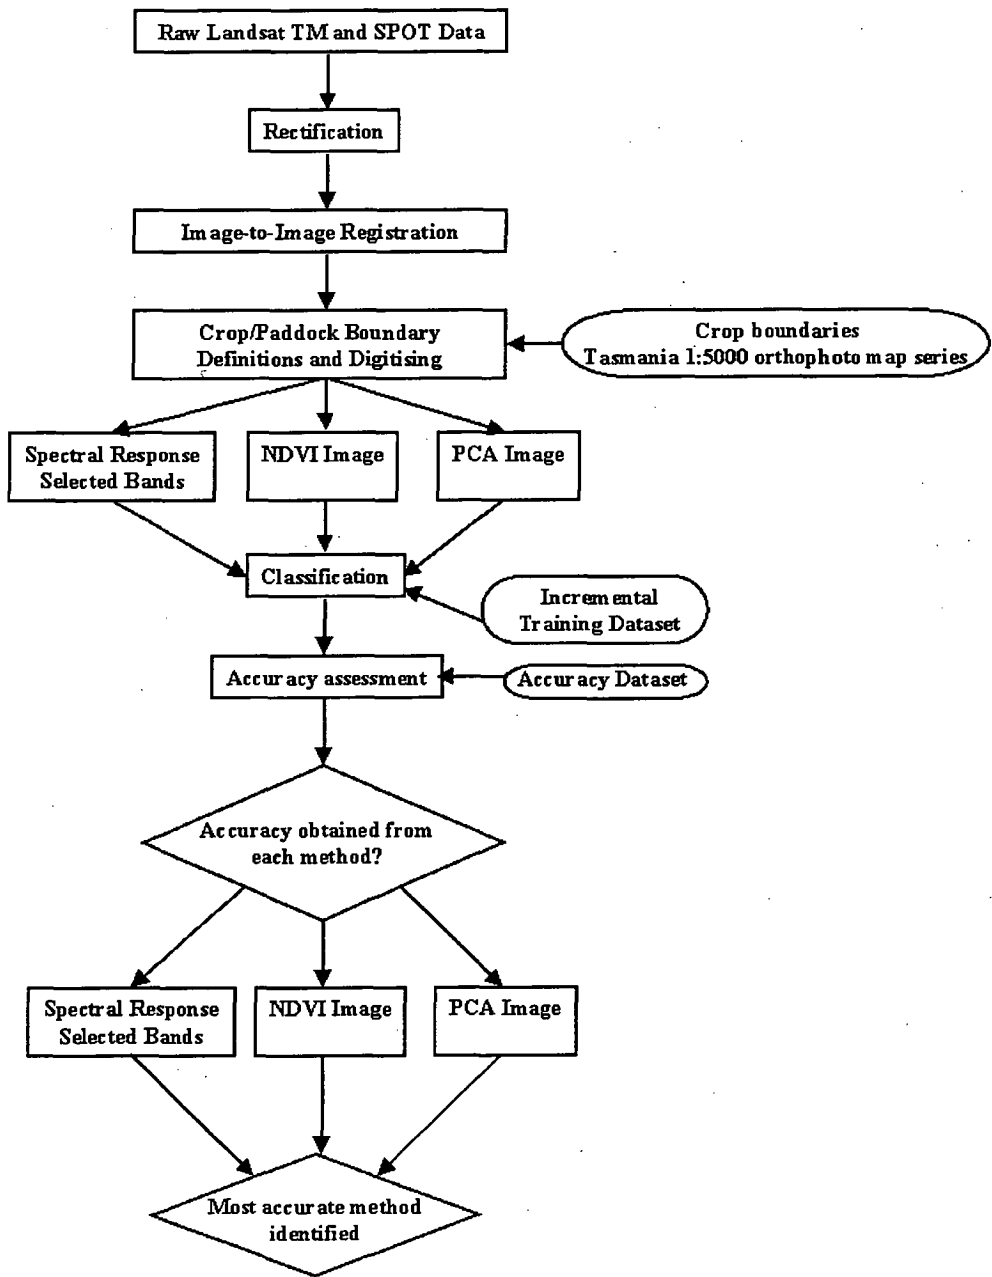 Raw Landsat TM and SPOT Data
Rectification
Image-to-Image Registration
Crop/Paddock Boundary
Definitions and Digitising
Crop boundaries
Tasmania 1:5000 orthophoto map series
Spectral Response
Selected Bands
NDVI Image
PCA Image
Classification
Incremental
Training Dataset
Accuracy assessment
Accuracy Dataset
Accuracy obtained from
each method?
Spectral Response
Selected Bands
NDVI Image
PCA Image
Most accurate method
identified